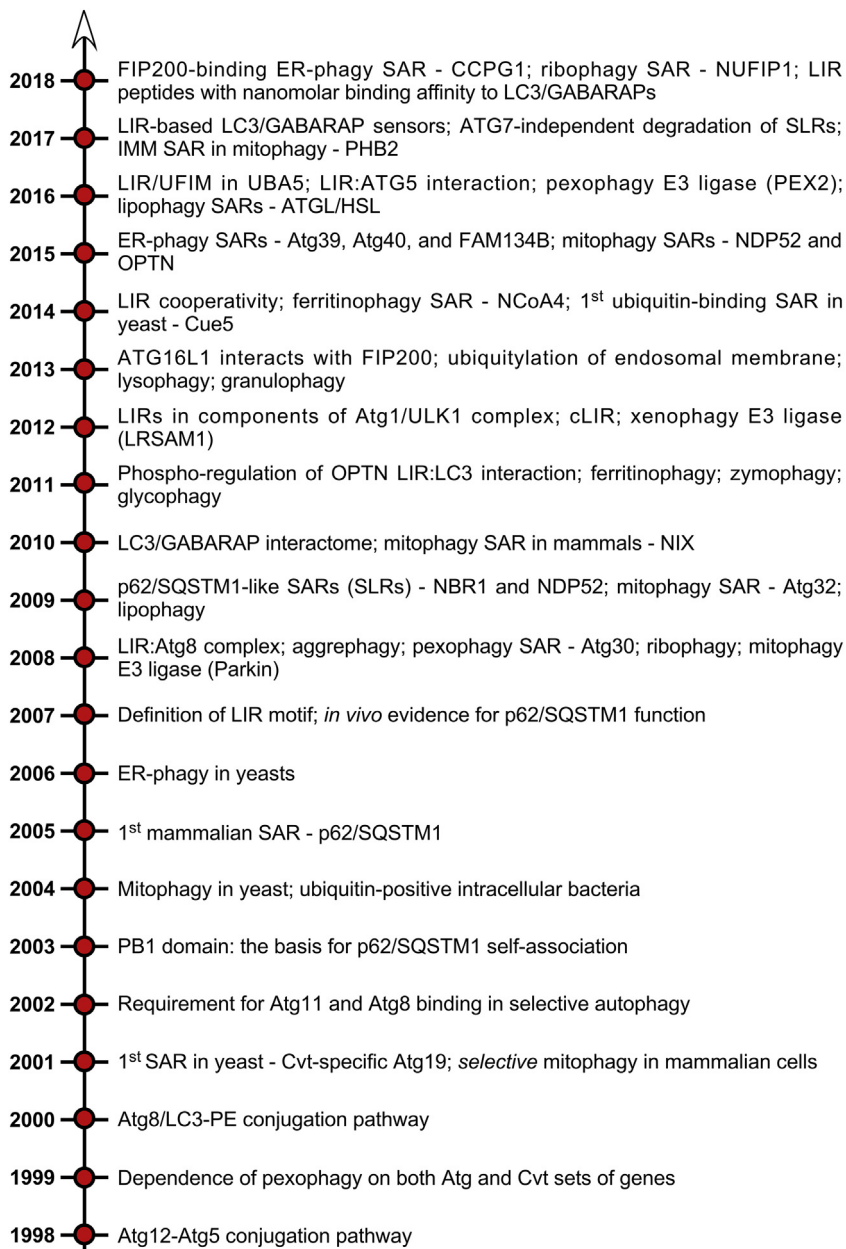 2018 FIP200-binding ER-phagy SAR - CCPG1; ribophagy SAR - NUFIP1; LIR
peptides with nanomolar binding affinity to LC3/GABARAPs
2017 LIR-based LC3/GABARAP sensors; ATG7-independent degradation of SLRs;
IMM SAR in mitophagy - PHB2
2016 LIR/UFIM in UBA5; LIR:ATG5 interaction; pexophagy E3 ligase (PEX2);
lipophagy SARs - ATGL/HSL
2015 ER-phagy SARs - Atg39, Atg40, and FAM134B; mitophagy SARs - NDP52 and
OPTN
2014 LIR cooperativity; ferritinophagy SAR - NCoA4; 1st ubiquitin-binding SAR in
yeast - Cue5
2013 ATG16L1 interacts with FIP200; ubiquitylation of endosomal membrane;
lysophagy; granulophagy
2012 LIRs in components of Atg1/ULK1 complex; cLIR; xenophagy E3 ligase
(LRSAM1)
2011 Phospho-regulation of OPTN LIR:LC3 interaction; ferritinophagy; zymophagy;
glycophagy
2010 LC3/GABARAP interactome; mitophagy SAR in mammals - NIX
2009 p62/SQSTM1-like SARs (SLRs) - NBR1 and NDP52; mitophagy SAR - Atg32;
lipophagy
2008 LIR:Atg8 complex; aggrephagy; pexophagy SAR - Atg30; ribophagy; mitophagy
E3 ligase (Parkin)
2007 Definition of LIR motif; in vivo evidence for p62/SQSTM1 function
2006 ER-phagy in yeasts
2005 1st mammalian SAR - p62/SQSTM1
2004 Mitophagy in yeast; ubiquitin-positive intracellular bacteria
2003 PB1 domain: the basis for p62/SQSTM1 self-association
2002 Requirement for Atg11 and Atg8 binding in selective autophagy
2001 1st SAR in yeast - Cvt-specific Atg19; selective mitophagy in mammalian cells
2000 Atg8/LC3-PE conjugation pathway
1999 Dependence of pexophagy on both Atg and Cvt sets of genes
1998 Atg12-Atg5 conjugation pathway